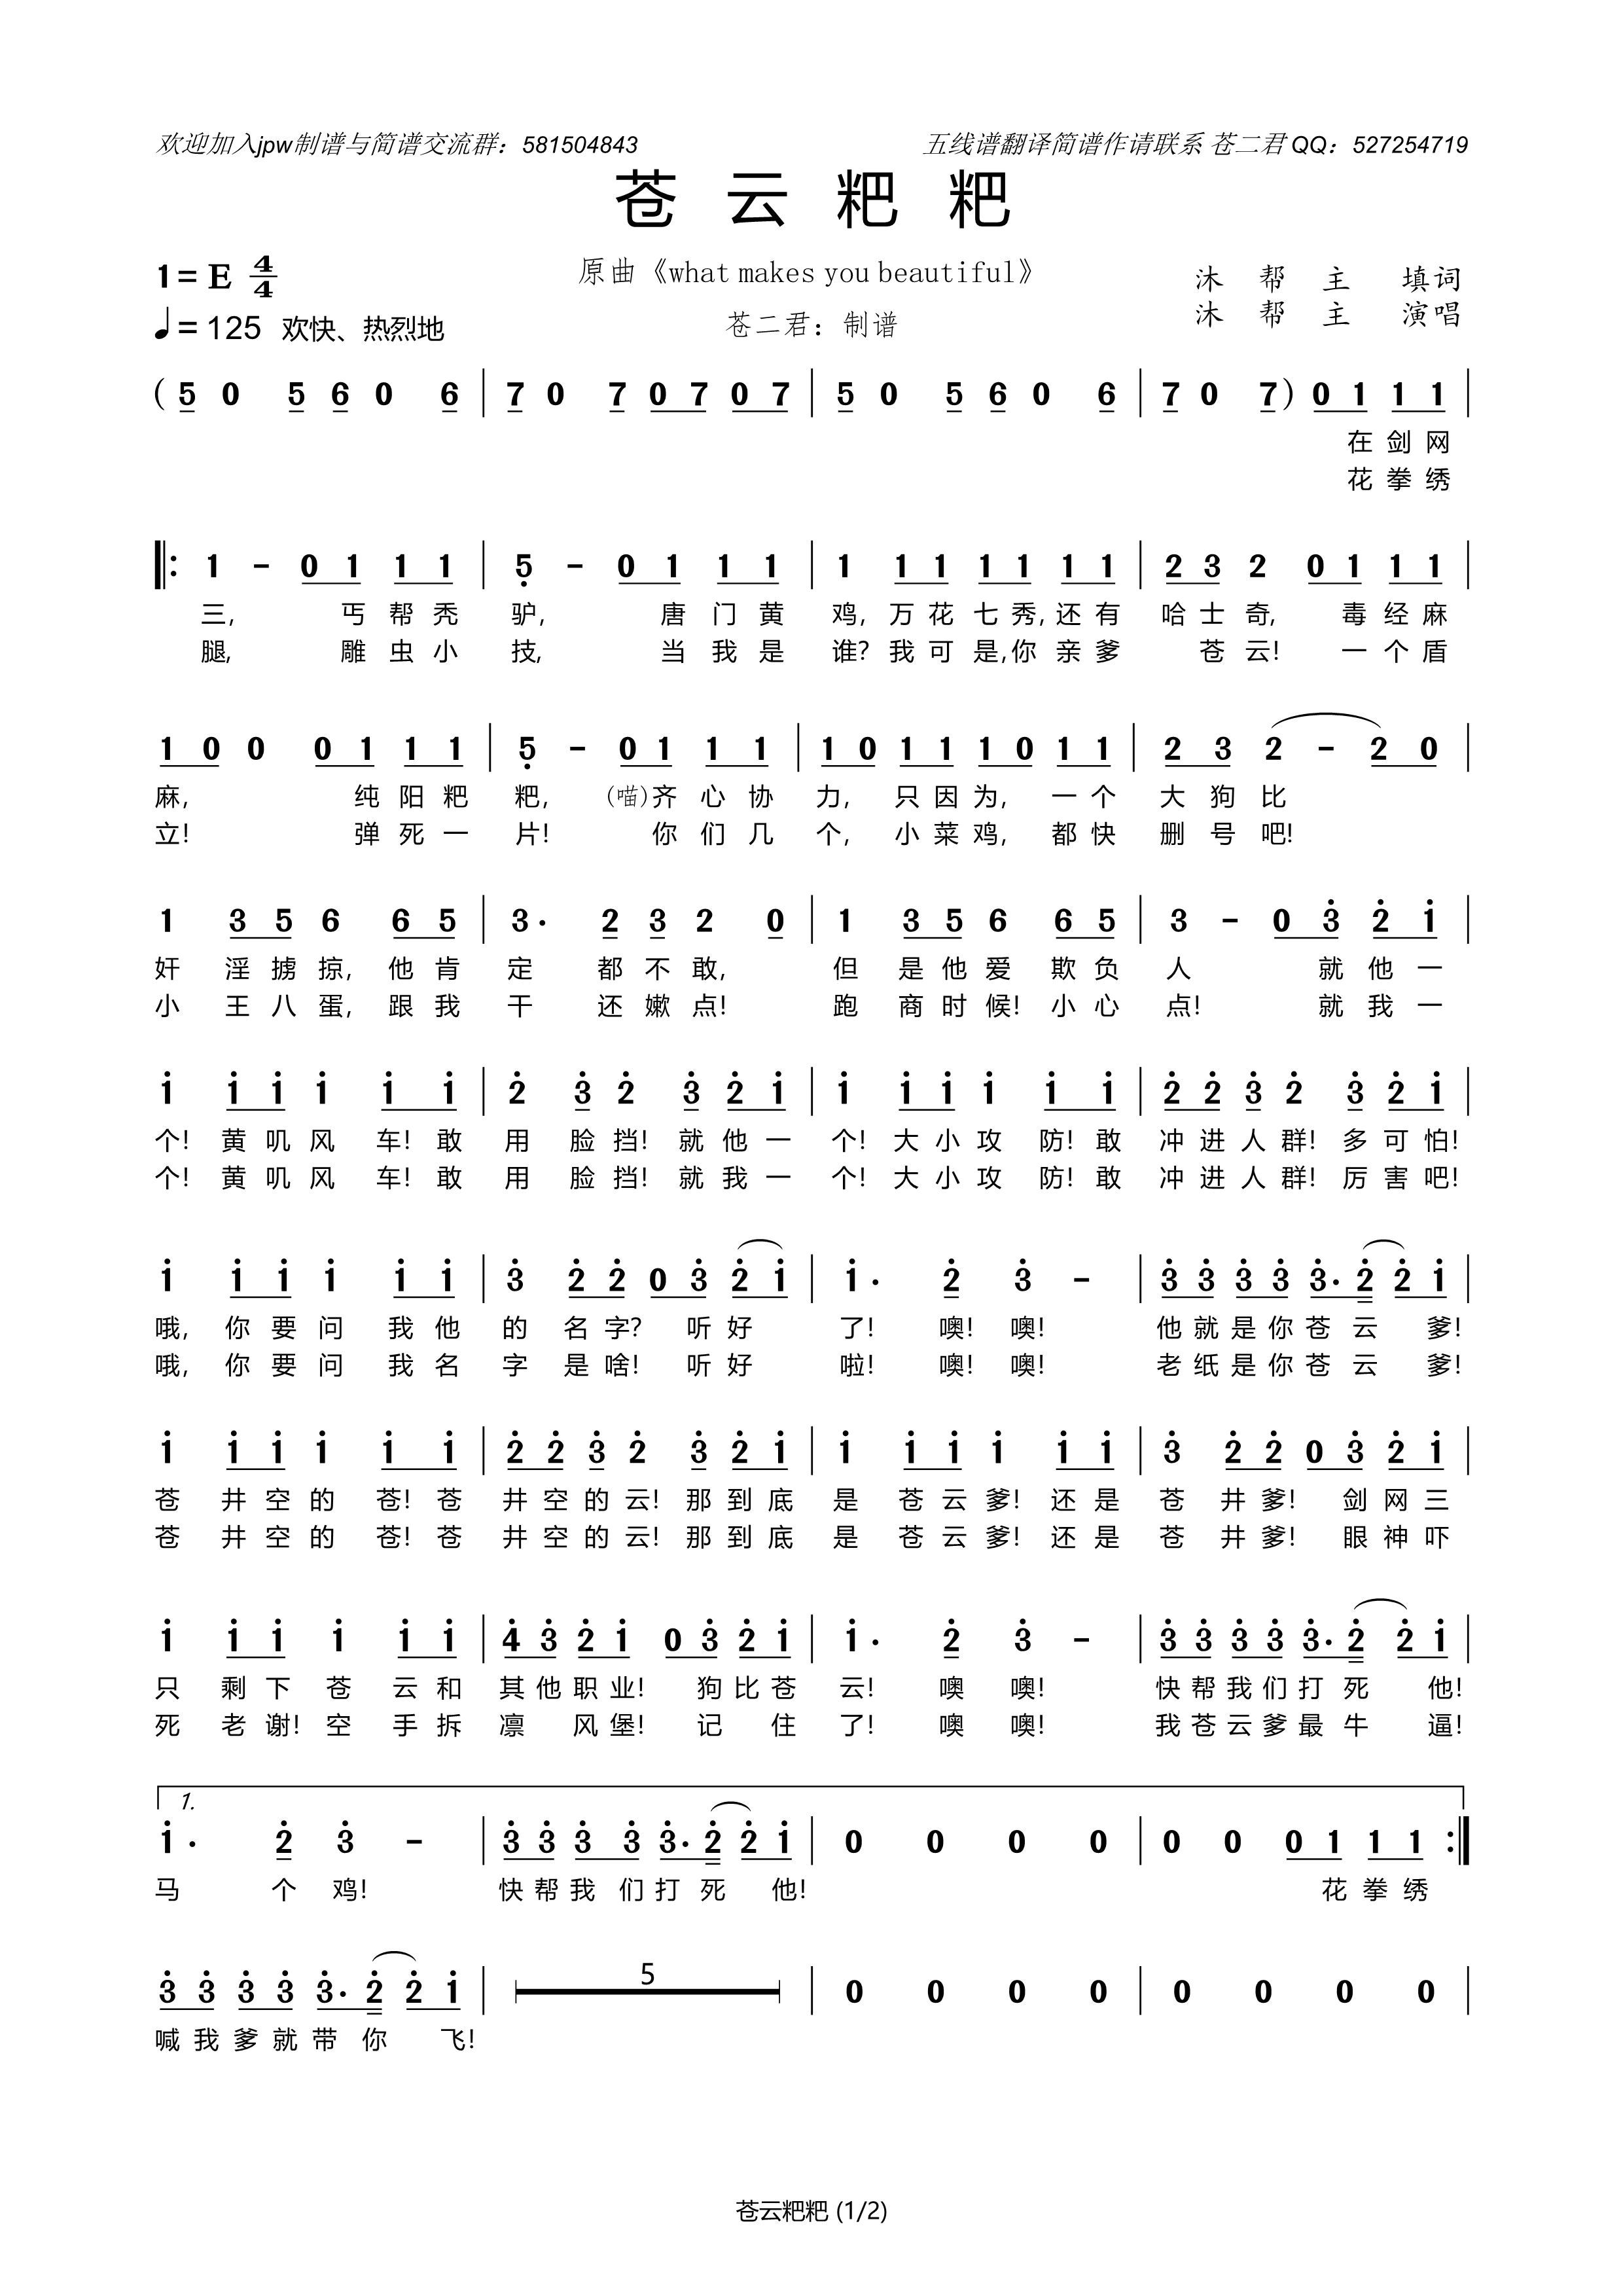 欢迎加入jpw制谱与简谱交流群：581504843
五线谱翻译简谱作请联系 苍二君 QQ：527254719
苍云粑粑
1=E 4/4
原曲《what makes you beautiful》
沐帮主 填词
沐帮主 演唱
♩=125 欢快、热烈地
苍二君：制谱
(5 0 5 6 0 6 | 7 0 7 0 7 0 7 | 5 0 5 6 0 6 | 7 0 7) 0 1 1 1 |
在剑网
花拳绣
‖: 1 - 0 1 1 1 | 5̣ - 0 1 1 1 | 1 1 1 1 1 1 1 | 2 3 2 0 1 1 1 |
三, 丐帮秃驴, 唐门黄鸡, 万花七秀, 还有哈士奇, 毒经麻
腿, 雕虫小技, 当我是谁? 我可是, 你亲爹苍云! 一个盾
1 0 0 0 1 1 1 | 5̣ - 0 1 1 1 | 1 0 1 1 1 0 1 1 | 2 3 2 - 2 0 |
麻, 纯阳粑粑, (喵)齐心协力, 只因为, 一个大狗比
立! 弹死一片! 你们几个, 小菜鸡, 都快删号吧!
1 3 5 6 6 5 | 3. 2 3 2 0 | 1 3 5 6 6 5 | 3 - 0 3̇ 2̇ 1̇ |
奸淫掳掠, 他肯定都不敢, 但是他爱欺负人 就他一
小王八蛋, 跟我干还嫩点! 跑商时候! 小心点! 就我一
1̇ 1̇ 1̇ 1̇ 1̇ 1̇ | 2̇ 3̇ 2̇ 3̇ 2̇ 1̇ | 1̇ 1̇ 1̇ 1̇ 1̇ 1̇ | 2̇ 2̇ 3̇ 2̇ 3̇ 2̇ 1̇ |
个! 黄叽风车! 敢用脸挡! 就他一个! 大小攻防! 敢冲进人群! 多可怕!
个! 黄叽风车! 敢用脸挡! 就我一个! 大小攻防! 敢冲进人群! 厉害吧!
1̇ 1̇ 1̇ 1̇ 1̇ 1̇ | 3̇ 2̇ 2̇ 0 3̇ 2̇ 1̇ | 1̇. 2̇ 3̇ - | 3̇ 3̇ 3̇ 3̇ 3̇. 2̇ 2̇ 1̇ |
哦, 你要问我他的名字? 听好了! 噢! 噢! 他就是你苍云爹!
哦, 你要问我名字是啥! 听好啦! 噢! 噢! 老纸是你苍云爹!
1̇ 1̇ 1̇ 1̇ 1̇ 1̇ | 2̇ 2̇ 3̇ 2̇ 3̇ 2̇ 1̇ | 1̇ 1̇ 1̇ 1̇ 1̇ 1̇ | 3̇ 2̇ 2̇ 0 3̇ 2̇ 1̇ |
苍井空的苍! 苍井空的云! 那到底是苍云爹! 还是苍井爹! 剑网三
苍井空的苍! 苍井空的云! 那到底是苍云爹! 还是苍井爹! 眼神吓
1̇ 1̇ 1̇ 1̇ 1̇ 1̇ | 4̇ 3̇ 2̇ 1̇ 0 3̇ 2̇ 1̇ | 1̇. 2̇ 3̇ - | 3̇ 3̇ 3̇ 3̇ 3̇. 2̇ 2̇ 1̇ |
只剩下苍云和其他职业! 狗比苍云! 噢噢! 快帮我们打死他!
死老谢! 空手拆凛风堡! 记住了! 噢噢! 我苍云爹最牛逼!
1.
1̇. 2̇ 3̇ - | 3̇ 3̇ 3̇ 3̇ 3̇. 2̇ 2̇ 1̇ | 0 0 0 0 | 0 0 0 1 1 1 :‖
马个鸡! 快帮我们打死他! 花拳绣
3̇ 3̇ 3̇ 3̇ 3̇. 2̇ 2̇ 1̇ | 5 | 0 0 0 0 | 0 0 0 0 |
喊我爹就带你飞!
苍云粑粑 (1/2)